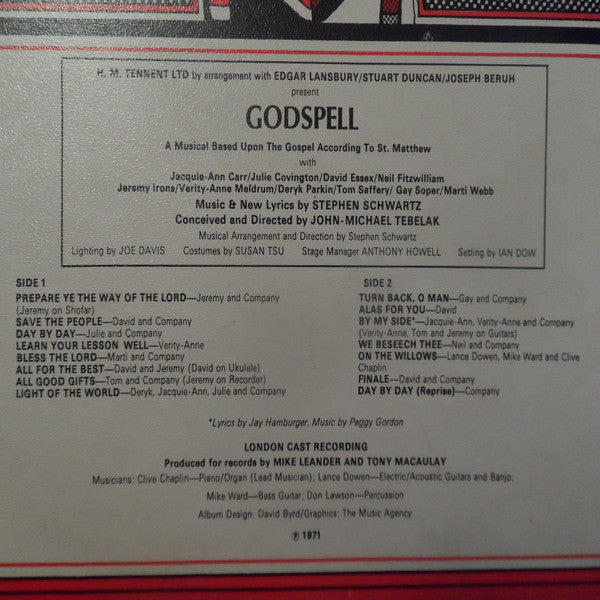 H. M. TENNENT LTD by arrangement with EDGAR LANSBURY/STUART DUNCAN/JOSEPH BERUH
present
GODSPELL
A Musical Based Upon The Gospel According To St. Matthew
with
Jacquie-Ann Carr/Julie Covington/David Essex/Neil Fitzwilliam
Jeremy irons/Verity-Anne Meldrum/Deryk Parkin/Tom Saffery/Gay Soper/Marti Webb
Music & New Lyrics by STEPHEN SCHWARTZ
Conceived and Directed by JOHN-MICHAEL TEBELAK
Musical Arrangement and Direction by Stephen Schwartz
Lighting by JOE DAVIS Costumes by SUSAN TSU Stage Manager ANTHONY HOWELL Setting by IAN DOW
SIDE 1
PREPARE YE THE WAY OF THE LORD—Jeremy and Company
(Jeremy on Shofar)
SAVE THE PEOPLE—David and Company
DAY BY DAY—Julie and Company
LEARN YOUR LESSON WELL—Verity-Anne
BLESS THE LORD—Marti and Company
ALL FOR THE BEST—David and Jeremy (David on Ukulele)
ALL GOOD GIFTS—Tom and Company (Jeremy on Recorder)
LIGHT OF THE WORLD—Deryk, Jacquie-Ann, Julie and Company
SIDE 2
TURN BACK, O MAN—Gay and Company
ALAS FOR YOU—David
BY MY SIDE*—Jacquie-Ann, Verity-Anne and Company
(Verity-Anne, Tom and Jeremy on Guitars)
WE BESEECH THEE—Neil and Company
ON THE WILLOWS—Lance Dowen, Mike Ward and Clive
Chaplin
FINALE—David and Company
DAY BY DAY (Reprise)—Company
*Lyrics by Jay Hamburger. Music by Peggy Gordon
LONDON CAST RECORDING
Produced for records by MIKE LEANDER AND TONY MACAULAY
Musicians: Clive Chaplin—Piano/Organ (Lead Musician); Lance Dowen—Electric/Acoustic Guitars and Banjo;
Mike Ward—Bass Guitar; Don Lawson—Percussion
Album Design: David Byrd/Graphics: The Music Agency
℗ 1971